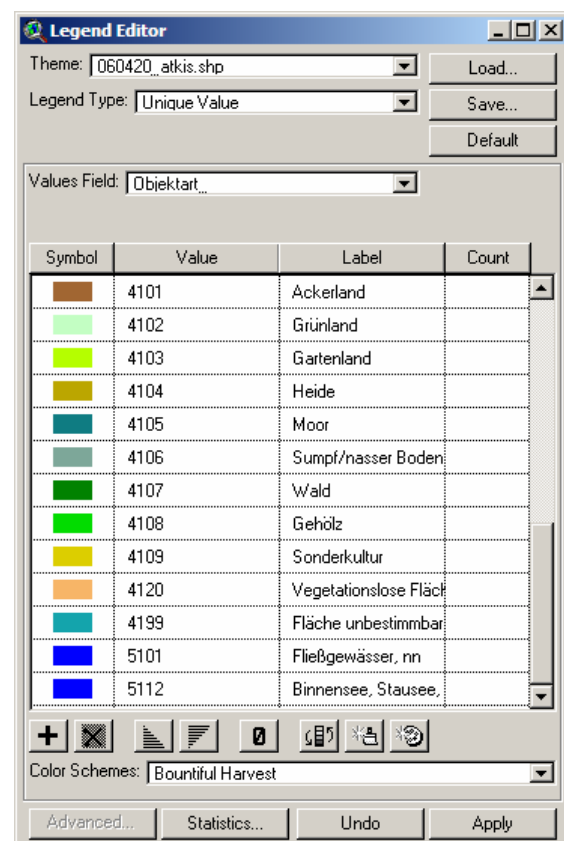 Legend Editor
Theme: 060420_atkis.shp
Load...
Legend Type: Unique Value
Save...
Default
Values Field: Objektart_
Symbol Value Label Count
4101 Ackerland
4102 Grünland
4103 Gartenland
4104 Heide
4105 Moor
4106 Sumpf/nasser Boden
4107 Wald
4108 Gehölz
4109 Sonderkultur
4120 Vegetationslose Fläch
4199 Fläche unbestimmbar
5101 Fließgewässer, nn
5112 Binnensee, Stausee,
0
Color Schemes: Bountiful Harvest
Advanced... Statistics... Undo Apply